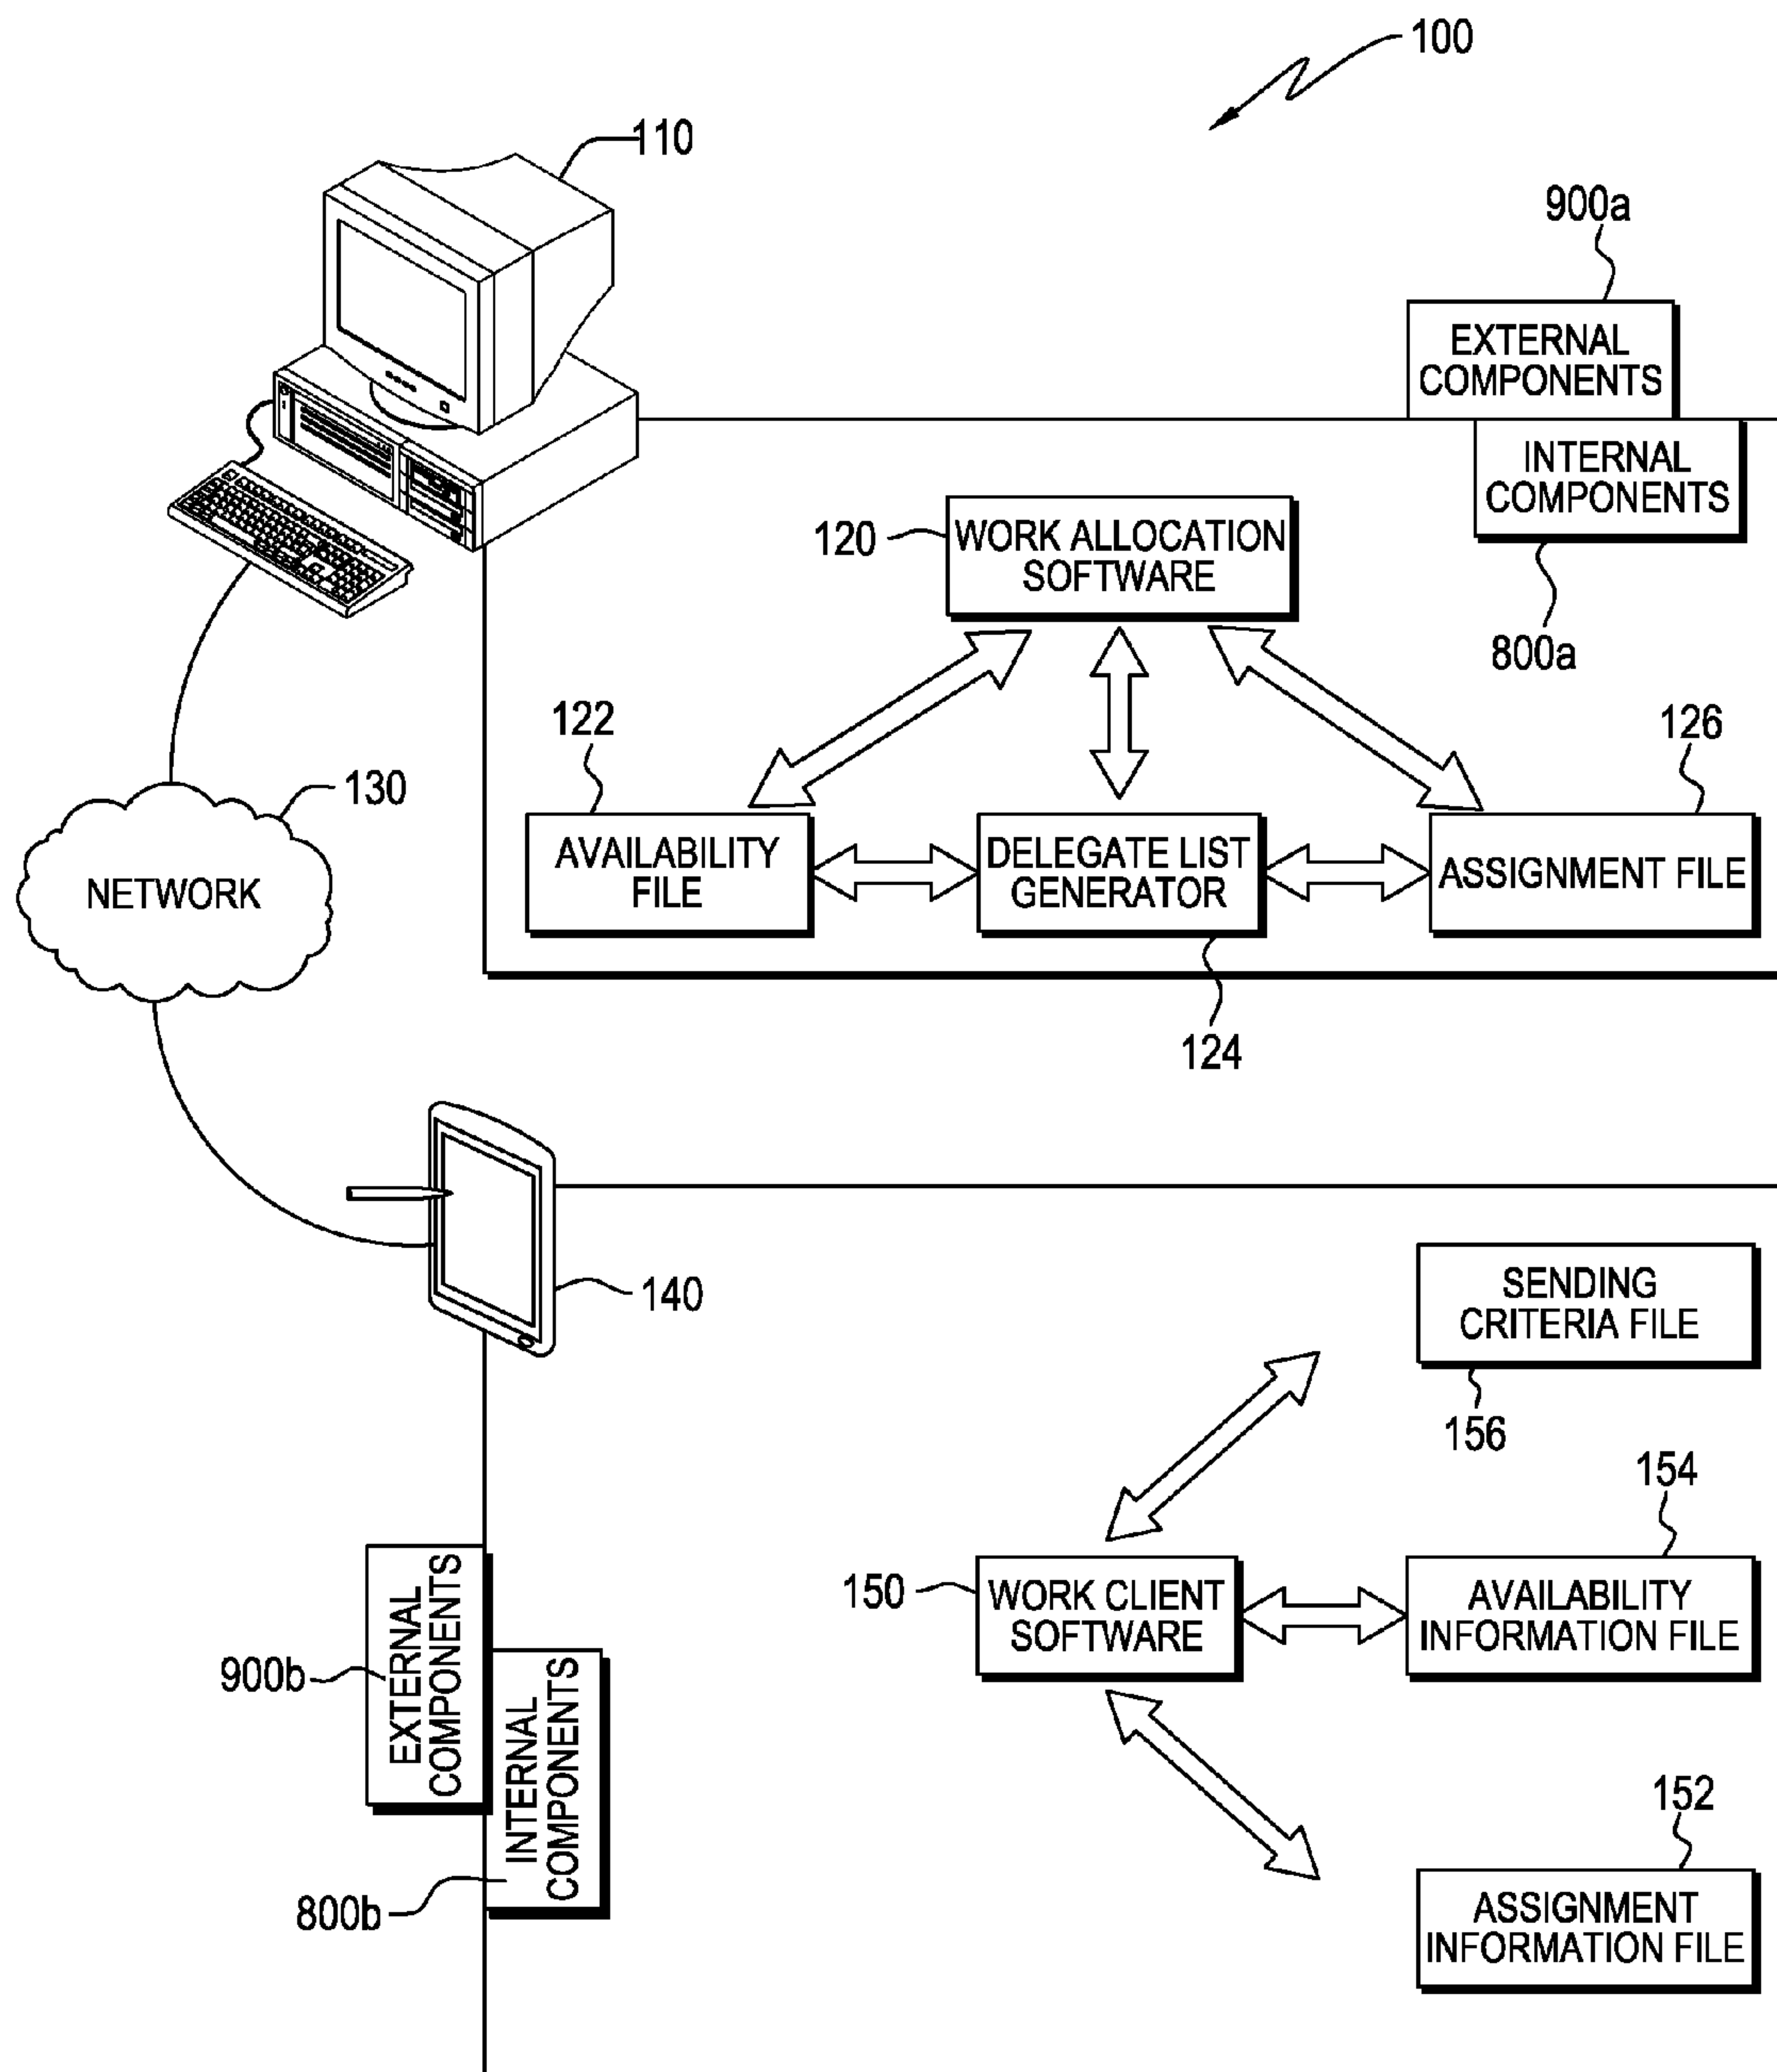 100
110
900a
EXTERNAL
COMPONENTS
INTERNAL
COMPONENTS
800a
120
WORK ALLOCATION
SOFTWARE
122
126
130
NETWORK
AVAILABILITY
FILE
DELEGATE LIST
GENERATOR
ASSIGNMENT FILE
124
140
SENDING
CRITERIA FILE
156
154
150
WORK CLIENT
SOFTWARE
AVAILABILITY
INFORMATION FILE
900b
EXTERNAL
COMPONENTS
INTERNAL
COMPONENTS
800b
152
ASSIGNMENT
INFORMATION FILE